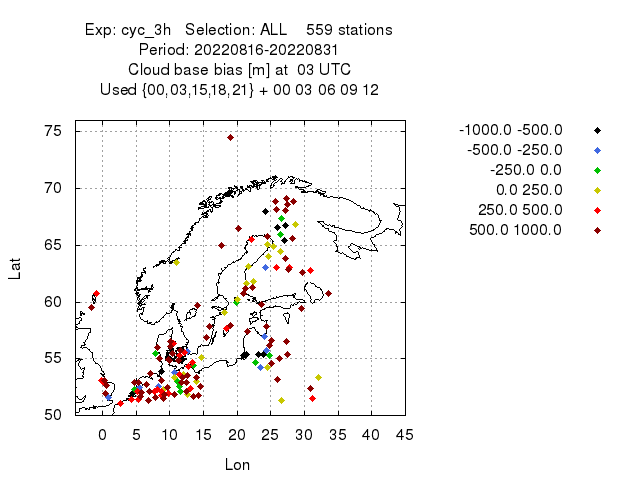 Exp: cyc_3h Selection: ALL 559 stations
Period: 20220816-20220831
Cloud base bias [m] at 03 UTC
Used {00,03,15,18,21} + 00 03 06 09 12
-1000.0 -500.0
-500.0 -250.0
-250.0 0.0
0.0 250.0
250.0 500.0
500.0 1000.0
75
70
65
60
55
50
Lat
0 5 10 15 20 25 30 35 40 45
Lon